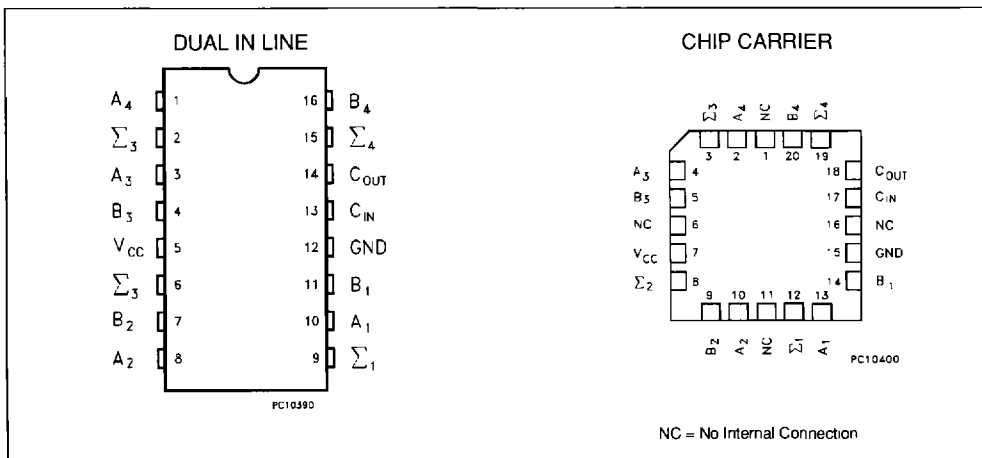 DUAL IN LINE
A4 1 16 B4
Σ3 2 15 Σ4
A3 3 14 COUT
B3 4 13 CIN
VCC 5 12 GND
Σ3 6 11 B1
B2 7 10 A1
A2 8 9 Σ1
PC10390
CHIP CARRIER
Σ3 A4 NC B4 Σ4
3 2 1 20 19
A3 4 18 COUT
B3 5 17 CIN
NC 6 16 NC
VCC 7 15 GND
Σ2 8 14 B1
9 10 11 12 13
B2 A2 NC Σ1 A1
PC10400
NC = No Internal Connection